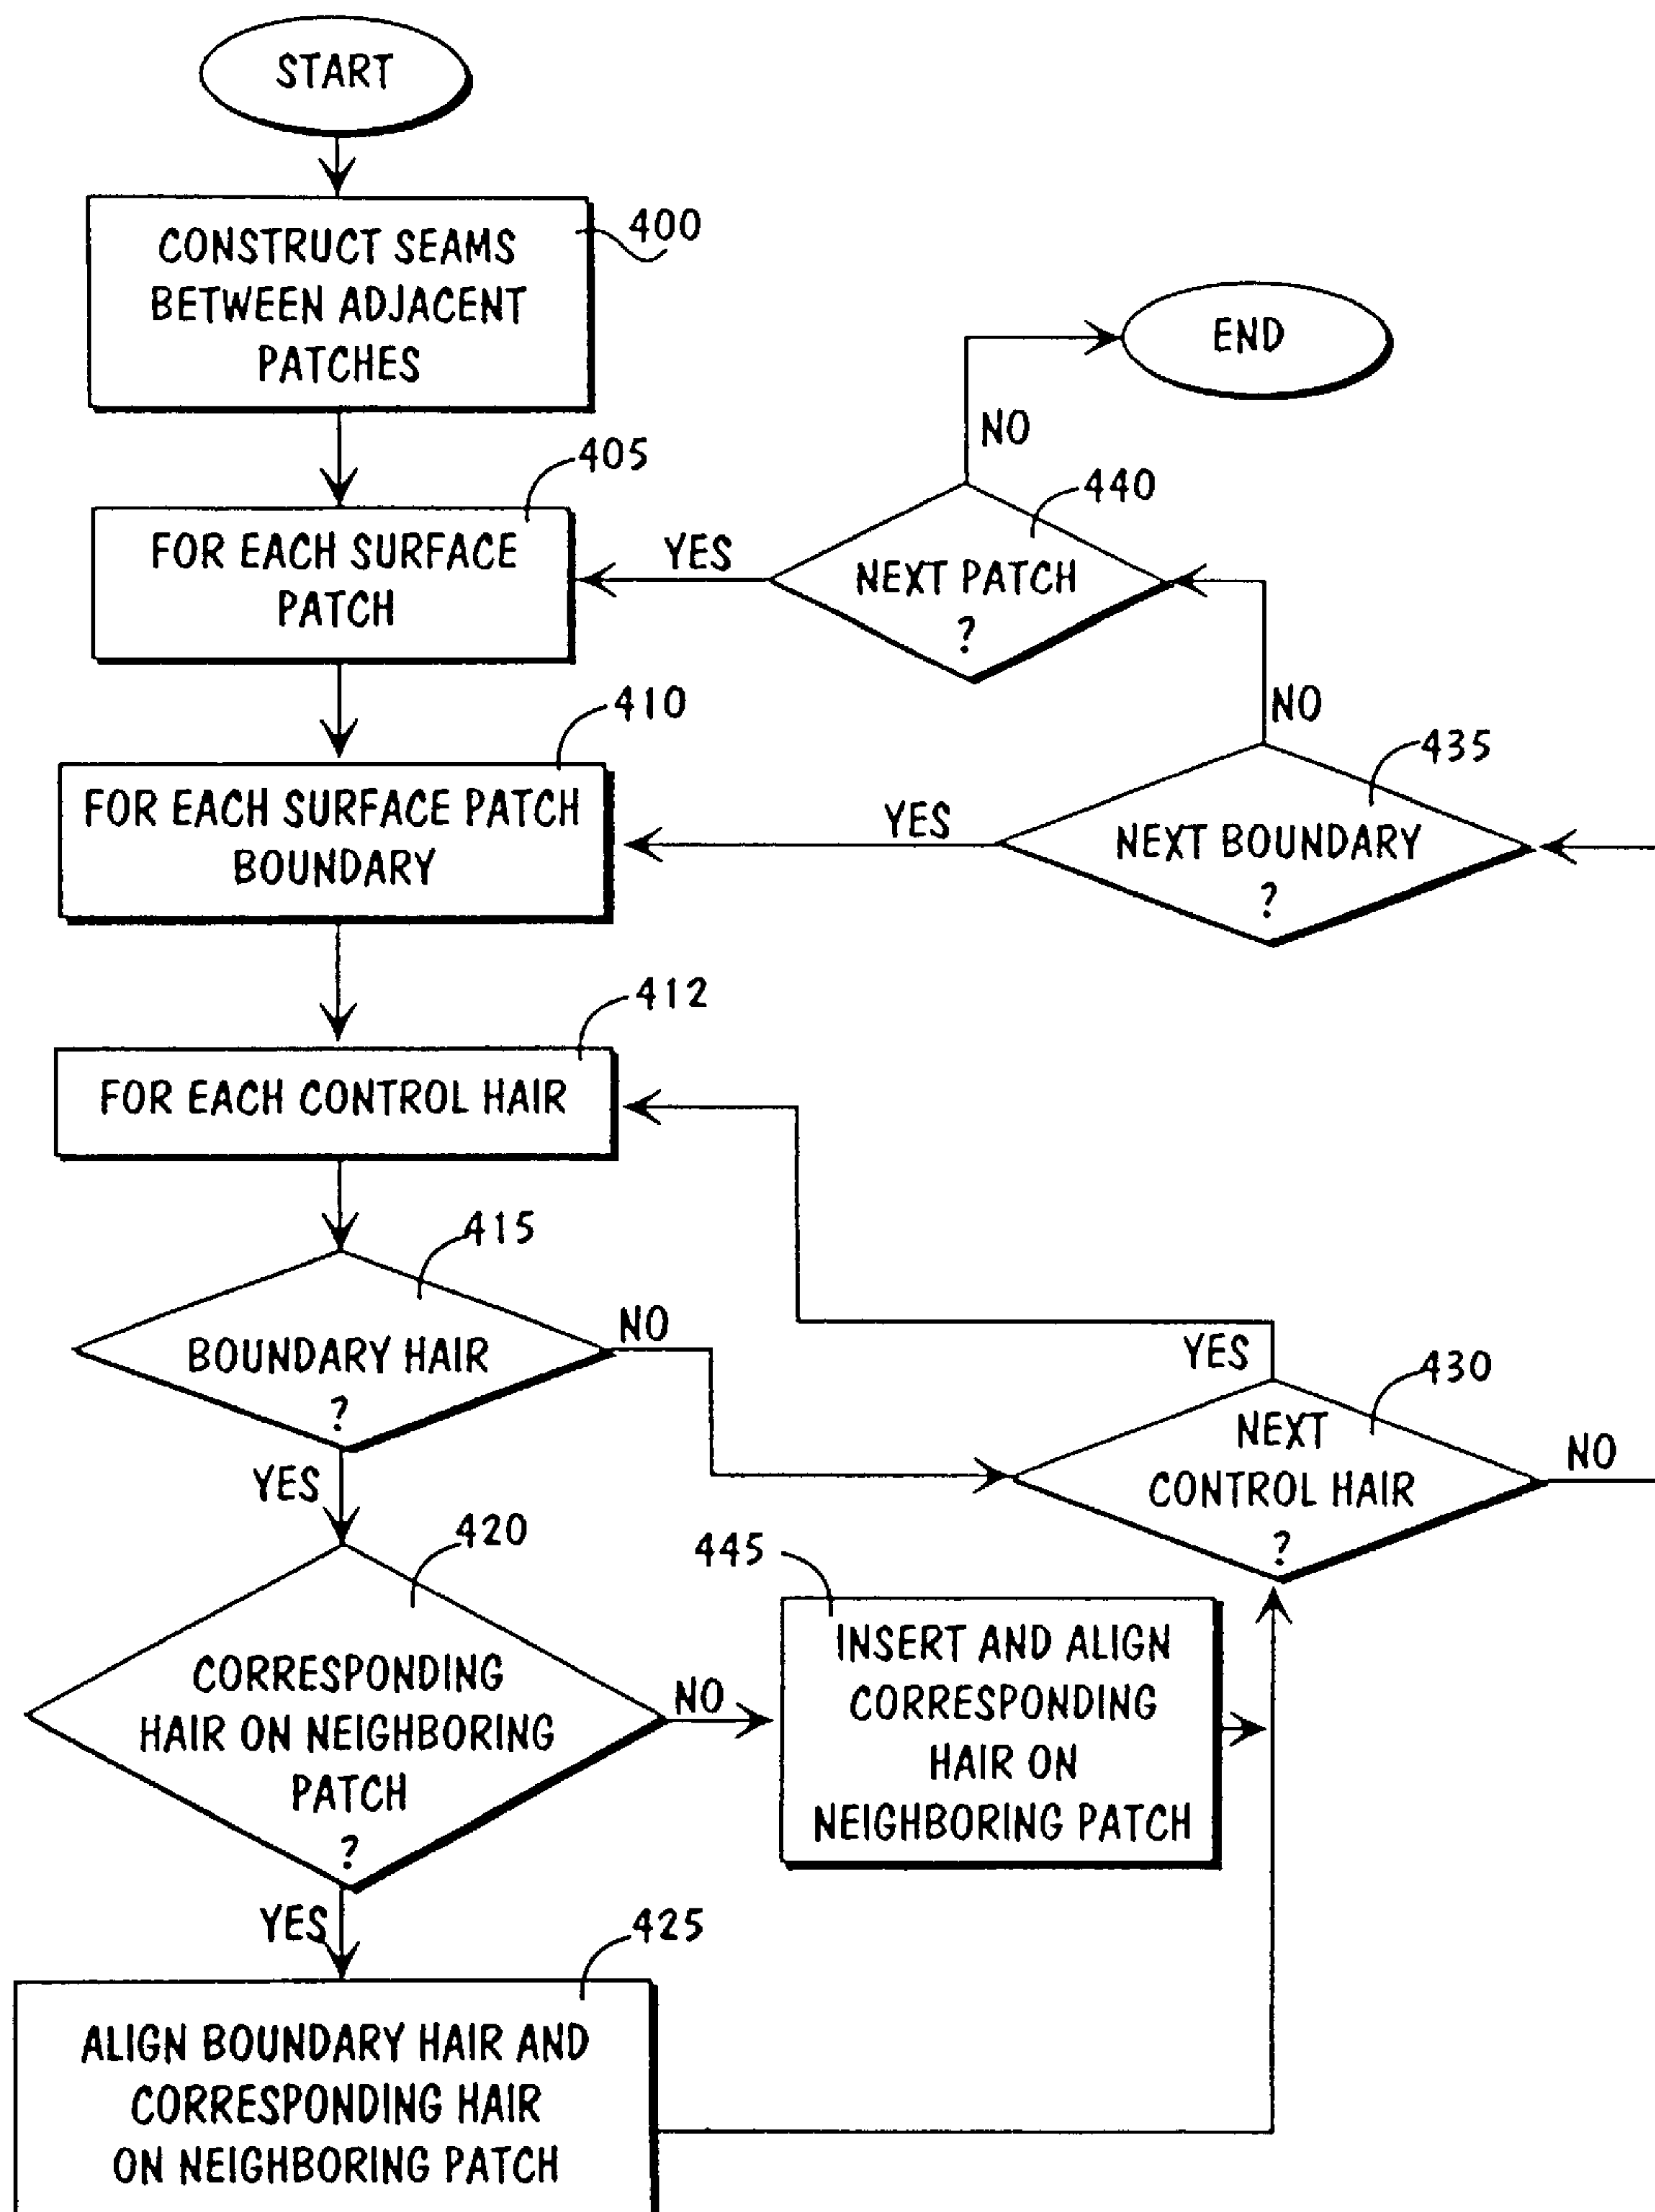 START
CONSTRUCT SEAMS
BETWEEN ADJACENT
PATCHES
400
END
NO
405
FOR EACH SURFACE
PATCH
YES
440
NEXT PATCH
?
NO
410
FOR EACH SURFACE PATCH
BOUNDARY
YES
435
NEXT BOUNDARY
?
412
FOR EACH CONTROL HAIR
415
BOUNDARY HAIR
?
NO
YES
YES
430
NEXT
CONTROL HAIR
?
NO
420
CORRESPONDING
HAIR ON NEIGHBORING
PATCH
?
NO
YES
445
INSERT AND ALIGN
CORRESPONDING
HAIR ON
NEIGHBORING PATCH
425
ALIGN BOUNDARY HAIR AND
CORRESPONDING HAIR
ON NEIGHBORING PATCH